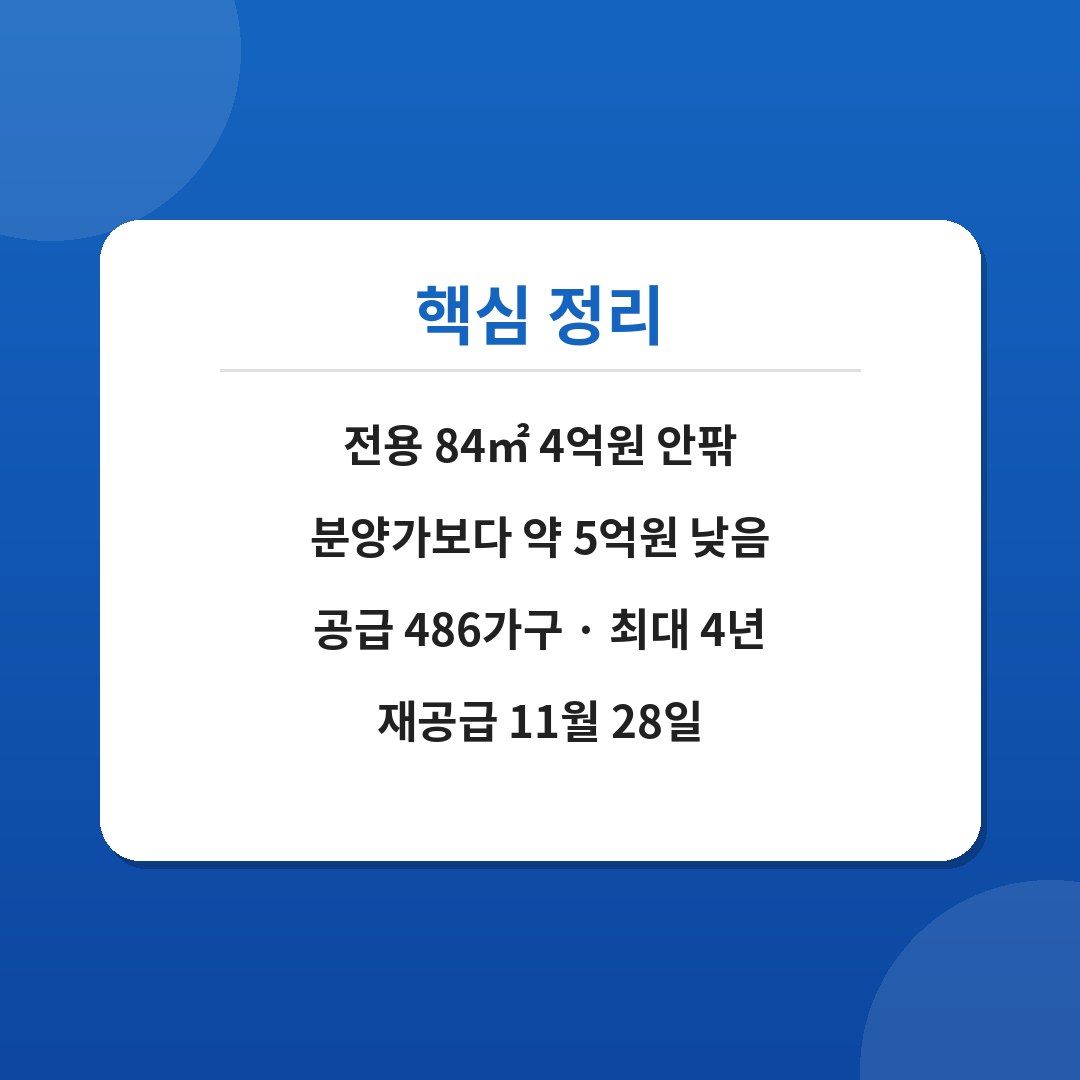 핵심 정리
전용 84㎡ 4억원 안팎
분양가보다 약 5억원 낮음
공급 486가구 · 최대 4년
재공급 11월 28일